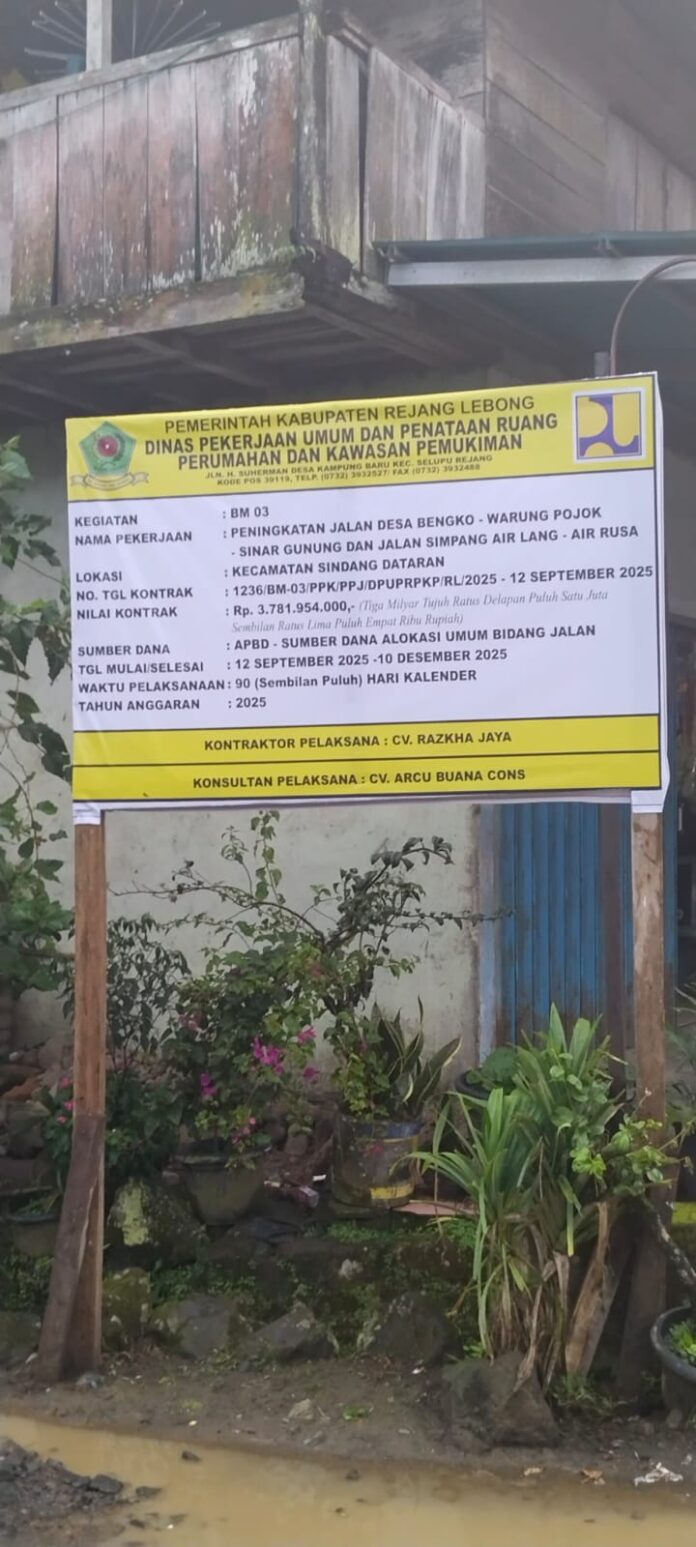 PEMERINTAH KABUPATEN REJANG LEBONG
DINAS PEKERJAAN UMUM DAN PENATAAN RUANG
PERUMAHAN DAN KAWASAN PEMUKIMAN
JLN. H. SUHERMAN DESA KAMPUNG BARU KEC. SELUPU REJANG
KODE POS 39119, TELP. (0732) 3932527/ FAX (0732) 3932488
KEGIATAN : BM 03
NAMA PEKERJAAN : PENINGKATAN JALAN DESA BENGKO - WARUNG POJOK
- SINAR GUNUNG DAN JALAN SIMPANG AIR LANG - AIR RUSA
LOKASI : KECAMATAN SINDANG DATARAN
NO. TGL KONTRAK : 1236/BM-03/PPK/PPJ/DPUPRPKP/RL/2025 - 12 SEPTEMBER 2025
NILAI KONTRAK : Rp. 3.781.954.000,- (Tiga Milyar Tujuh Ratus Delapan Puluh Satu Juta
Sembilan Ratus Lima Puluh Empat Ribu Rupiah)
SUMBER DANA : APBD - SUMBER DANA ALOKASI UMUM BIDANG JALAN
TGL MULAI/SELESAI : 12 SEPTEMBER 2025 -10 DESEMBER 2025
WAKTU PELAKSANAAN : 90 (Sembilan Puluh) HARI KALENDER
TAHUN ANGGARAN : 2025
KONTRAKTOR PELAKSANA : CV. RAZKHA JAYA
KONSULTAN PELAKSANA : CV. ARCU BUANA CONS